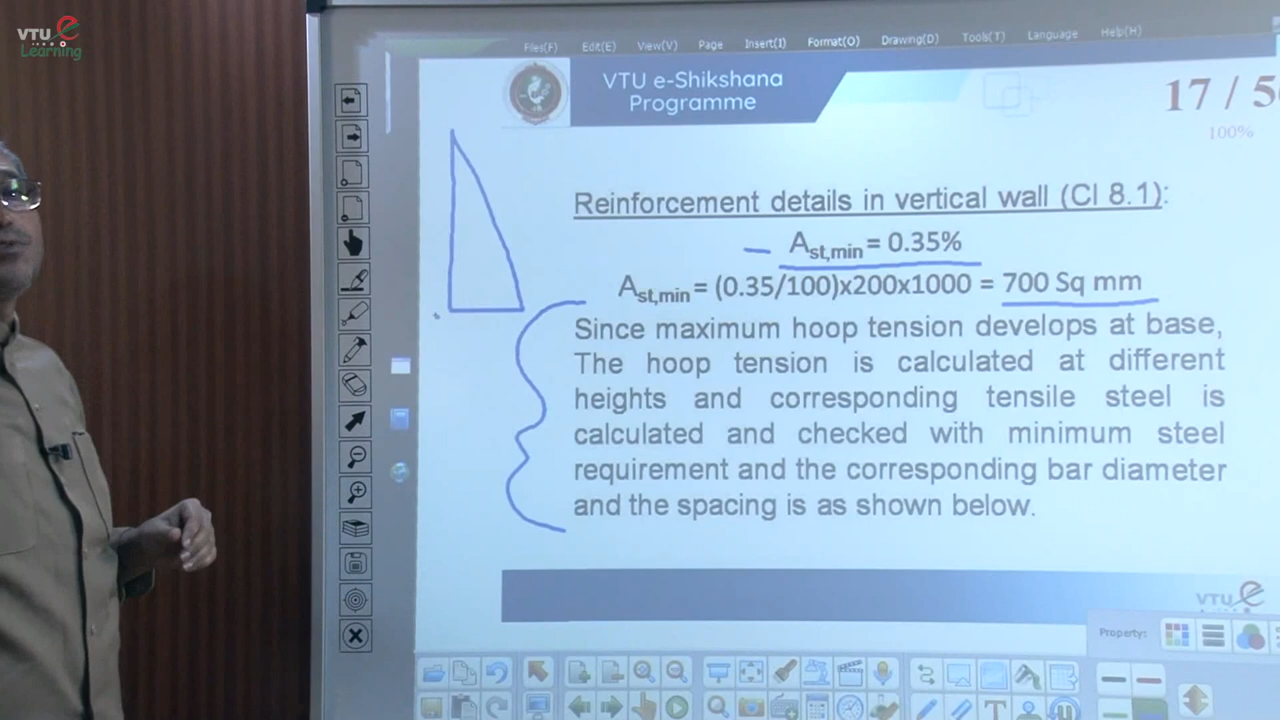 VTU e
Learning
Files(F) Edit(E) View(V) Page Insert(I) Format(O) Drawing(D) Tools(T) Language Help(H)
VTU e-Shikshana
Programme
17 / 5
100%
Reinforcement details in vertical wall (Cl 8.1):
Ast,min = 0.35%
Ast,min = (0.35/100)x200x1000 = 700 Sq mm
Since maximum hoop tension develops at base,
The hoop tension is calculated at different
heights and corresponding tensile steel is
calculated and checked with minimum steel
requirement and the corresponding bar diameter
and the spacing is as shown below.
VTU e
Property: